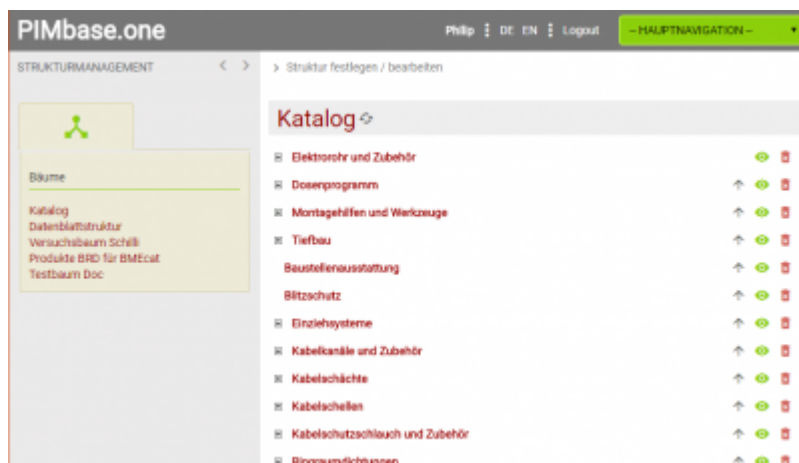 PIMbase.one
Philip DE EN Logout
– HAUPTNAVIGATION –
STRUKTURMANAGEMENT < >
> Struktur festlegen / bearbeiten
Bäume
Katalog
Datenblattstruktur
Versuchsbaum Schilli
Produkte BRD für BMEcat
Testbaum Doc
Katalog
Elektrorohr und Zubehör
Dosenprogramm
Montagehilfen und Werkzeuge
Tiefbau
Baustellenausstattung
Blitzschutz
Einziehsysteme
Kabelkanäle und Zubehör
Kabelschächte
Kabelschellen
Kabelschutzschlauch und Zubehör
Ringraumdichtungen